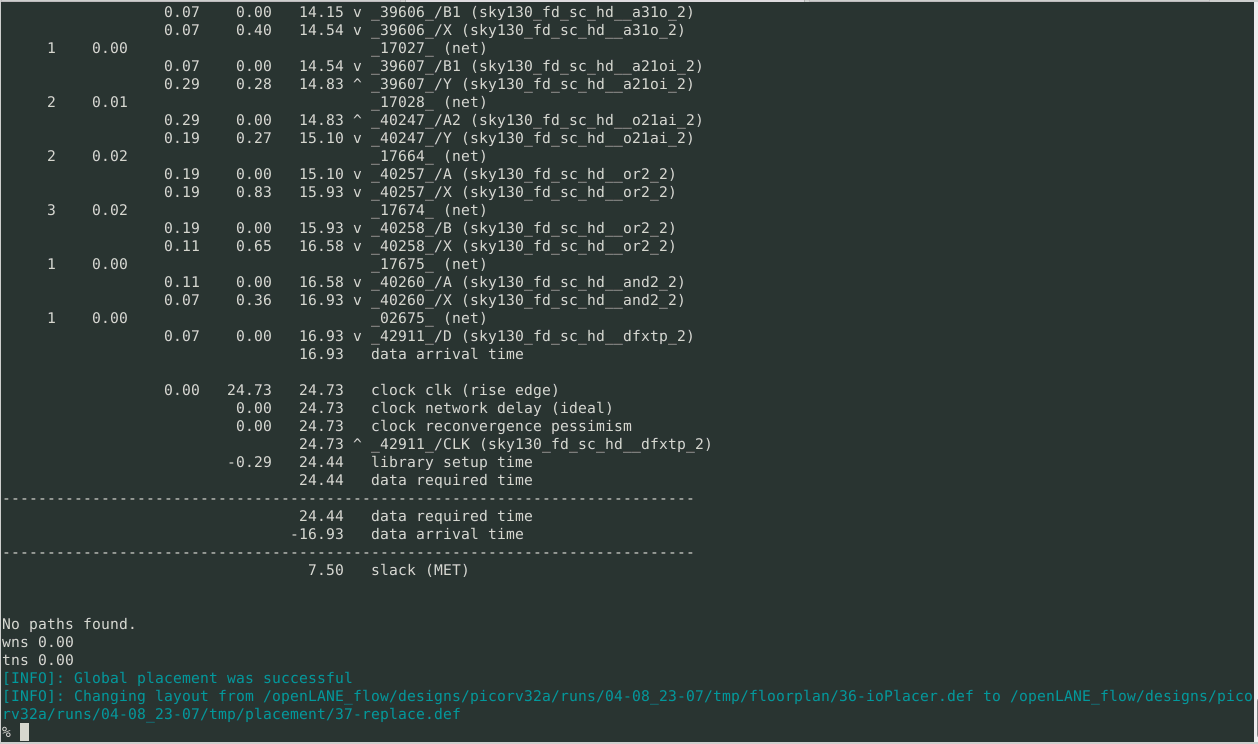 0.07    0.00   14.15 v _39606_/B1 (sky130_fd_sc_hd__a31o_2)
                  0.07    0.40   14.54 v _39606_/X (sky130_fd_sc_hd__a31o_2)
     1    0.00                           _17027_ (net)
                  0.07    0.00   14.54 v _39607_/B1 (sky130_fd_sc_hd__a21oi_2)
                  0.29    0.28   14.83 ^ _39607_/Y (sky130_fd_sc_hd__a21oi_2)
     2    0.01                           _17028_ (net)
                  0.29    0.00   14.83 ^ _40247_/A2 (sky130_fd_sc_hd__o21ai_2)
                  0.19    0.27   15.10 v _40247_/Y (sky130_fd_sc_hd__o21ai_2)
     2    0.02                           _17664_ (net)
                  0.19    0.00   15.10 v _40257_/A (sky130_fd_sc_hd__or2_2)
                  0.19    0.83   15.93 v _40257_/X (sky130_fd_sc_hd__or2_2)
     3    0.02                           _17674_ (net)
                  0.19    0.00   15.93 v _40258_/B (sky130_fd_sc_hd__or2_2)
                  0.11    0.65   16.58 v _40258_/X (sky130_fd_sc_hd__or2_2)
     1    0.00                           _17675_ (net)
                  0.11    0.00   16.58 v _40260_/A (sky130_fd_sc_hd__and2_2)
                  0.07    0.36   16.93 v _40260_/X (sky130_fd_sc_hd__and2_2)
     1    0.00                           _02675_ (net)
                  0.07    0.00   16.93 v _42911_/D (sky130_fd_sc_hd__dfxtp_2)
                                 16.93   data arrival time

                  0.00   24.73   24.73   clock clk (rise edge)
                          0.00   24.73   clock network delay (ideal)
                          0.00   24.73   clock reconvergence pessimism
                                 24.73 ^ _42911_/CLK (sky130_fd_sc_hd__dfxtp_2)
                         -0.29   24.44   library setup time
                                 24.44   data required time
-----------------------------------------------------------------------------
                                 24.44   data required time
                                -16.93   data arrival time
-----------------------------------------------------------------------------
                                  7.50   slack (MET)

No paths found.
wns 0.00
tns 0.00
[INFO]: Global placement was successful
[INFO]: Changing layout from /openLANE_flow/designs/picorv32a/runs/04-08_23-07/tmp/floorplan/36-ioPlacer.def to /openLANE_flow/designs/pico
rv32a/runs/04-08_23-07/tmp/placement/37-replace.def
%